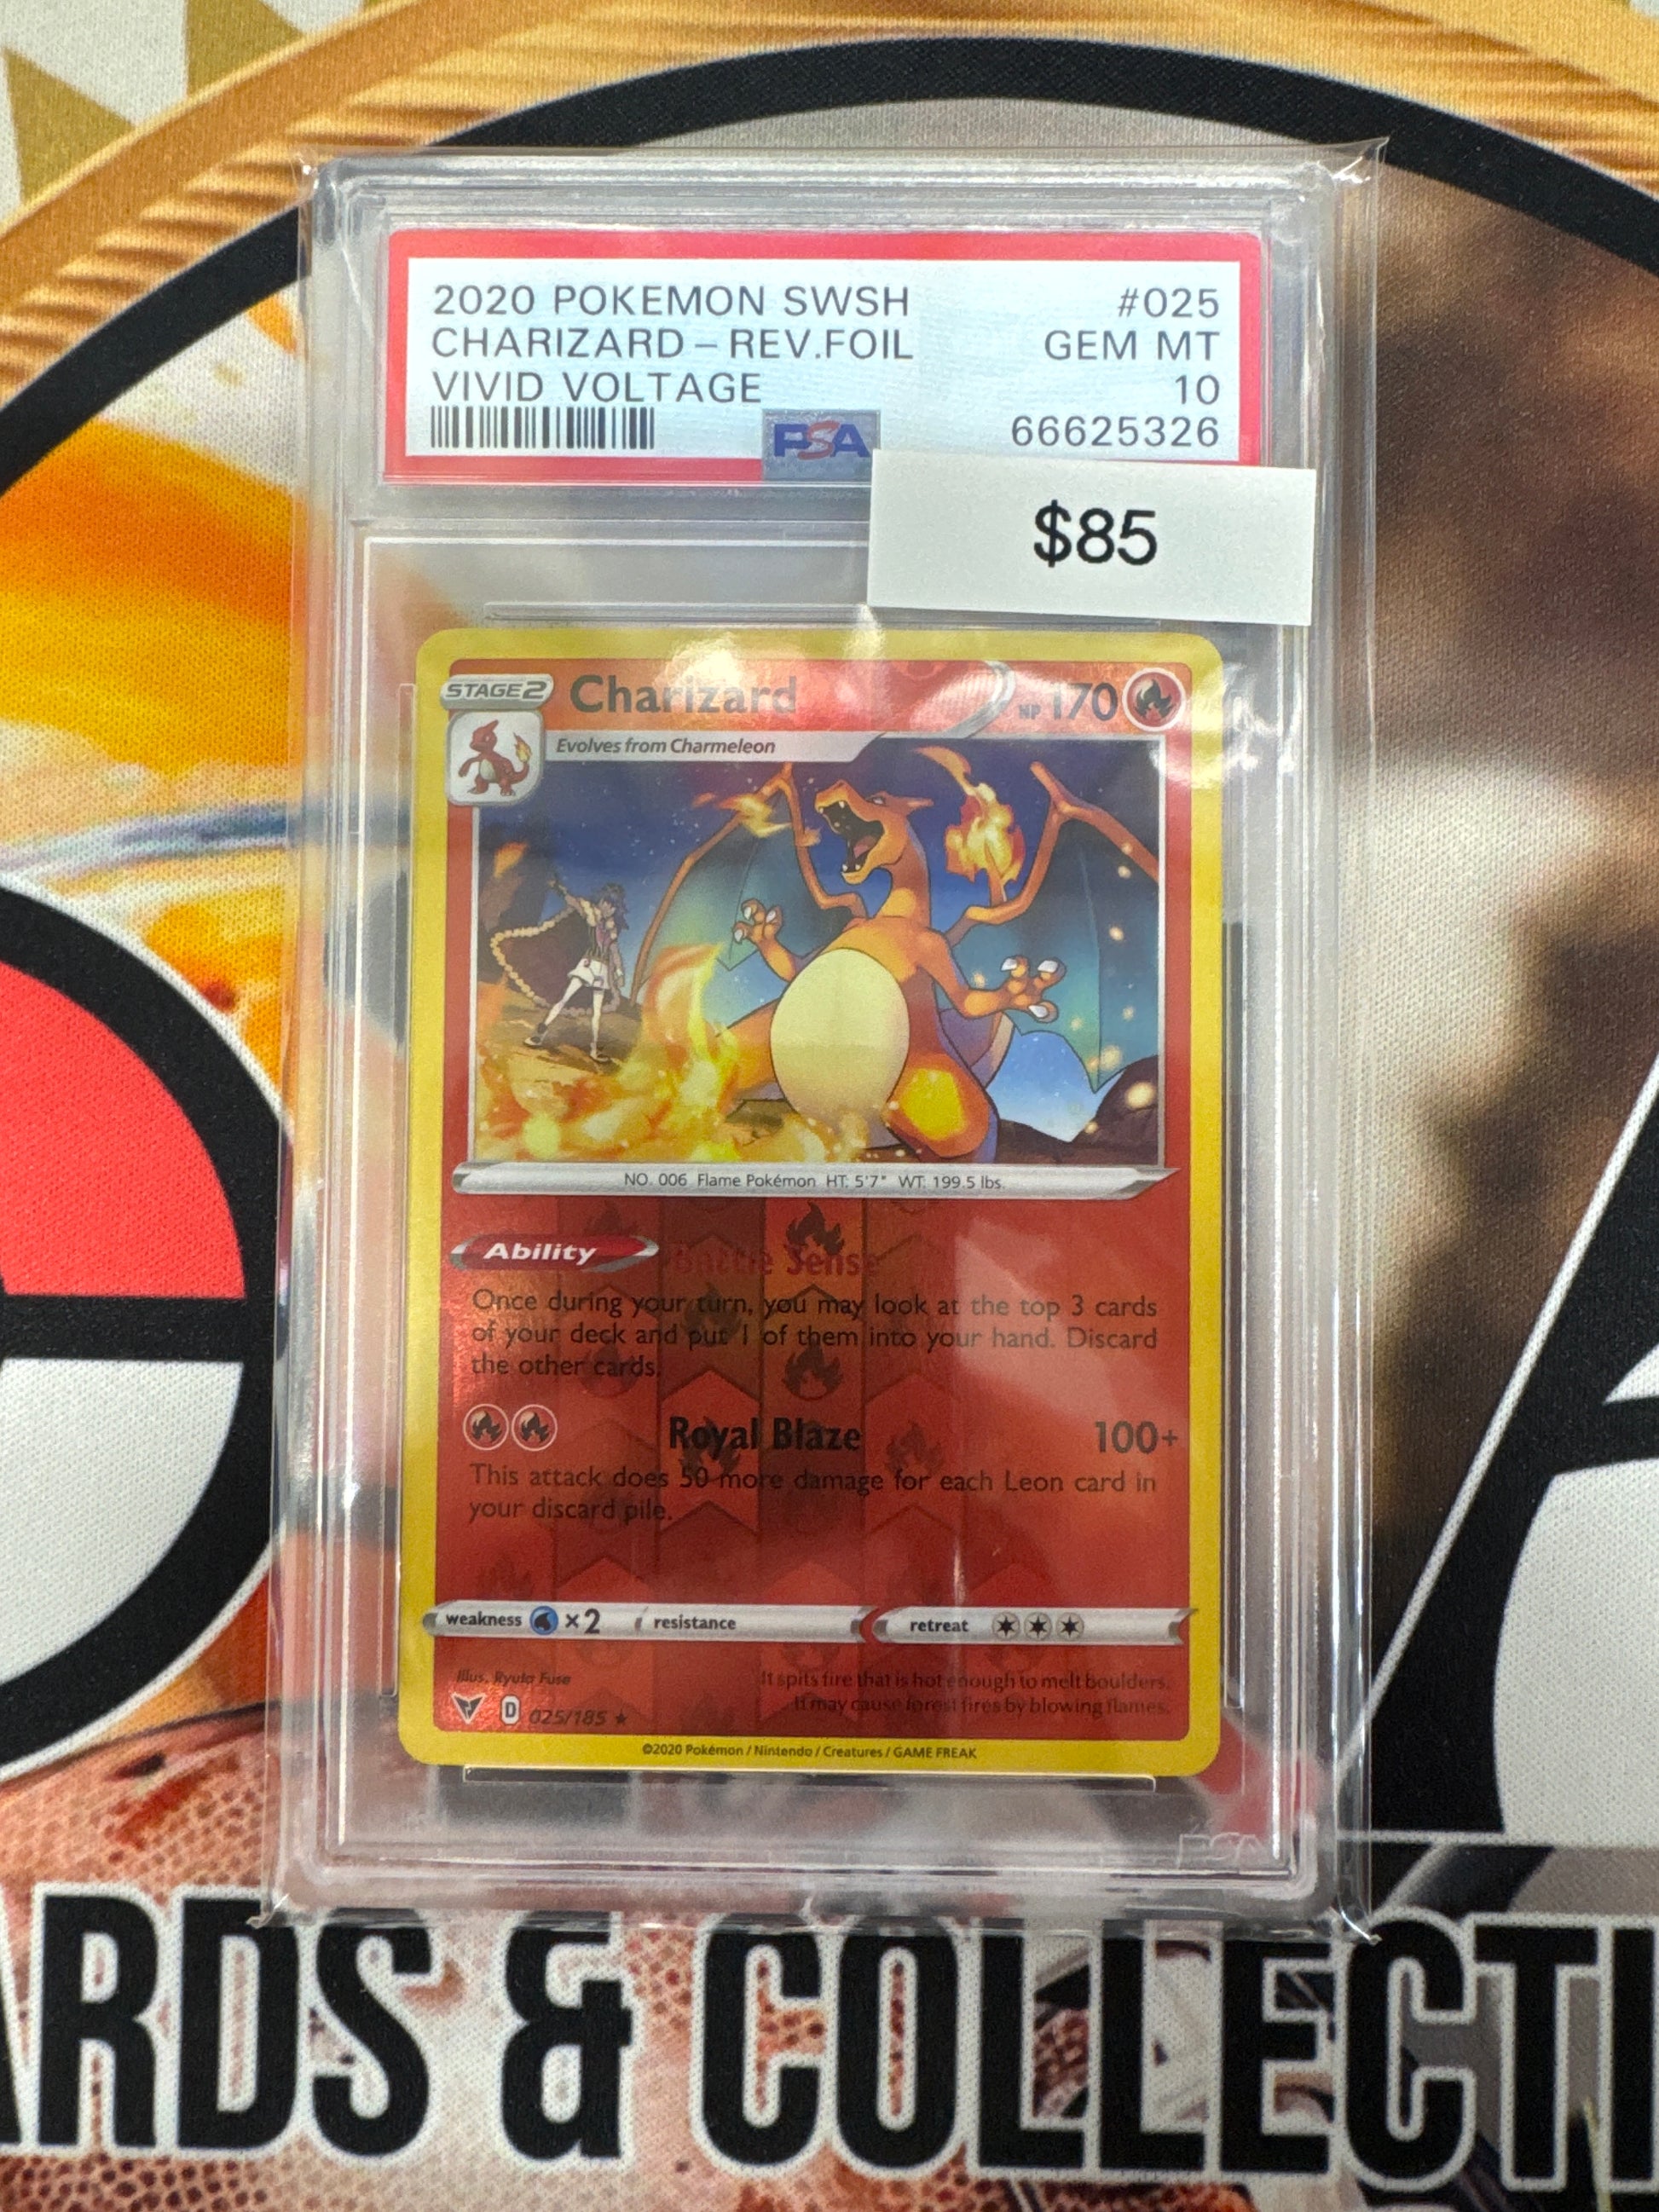 2020 POKEMON SWSH #025
CHARIZARD - REV.FOIL GEM MT
VIVID VOLTAGE 10
PSA 66625326
$85
STAGE2 Charizard HP 170
Evolves from Charmeleon
NO. 006 Flame Pokémon HT: 5'7" WT: 199.5 lbs.
Ability Battle Sense
Once during your turn, you may look at the top 3 cards
of your deck and put 1 of them into your hand. Discard
the other cards.
Royal Blaze 100+
This attack does 50 more damage for each Leon card in
your discard pile.
weakness ×2 resistance retreat
Illus. Ryuta Fuse
It spits fire that is hot enough to melt boulders.
It may cause forest fires by blowing flames.
D 025/185 ★
©2020 Pokémon / Nintendo / Creatures / GAME FREAK
PSA
ARDS & COLLECTI